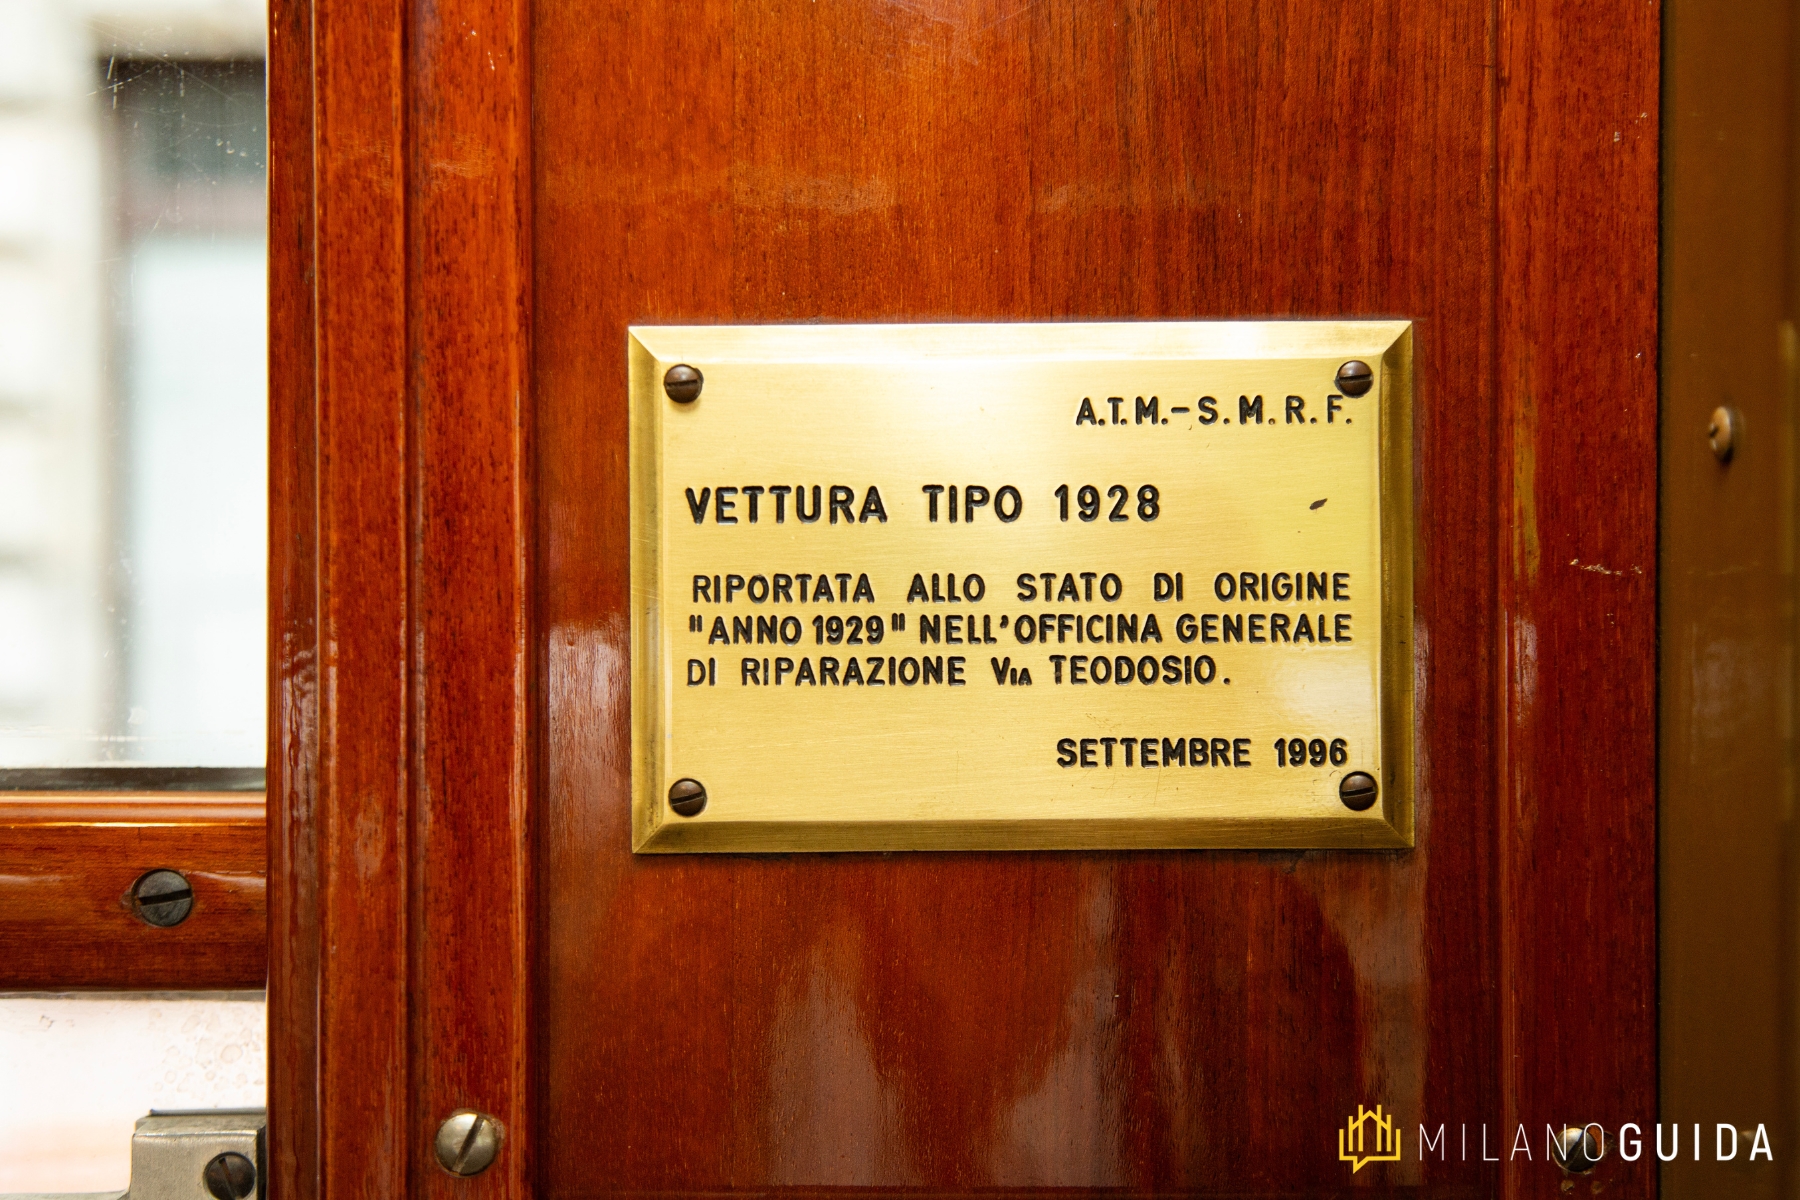 A.T.M.-S.M.R.F.
VETTURA TIPO 1928
RIPORTATA ALLO STATO DI ORIGINE
"ANNO 1929" NELL'OFFICINA GENERALE
DI RIPARAZIONE VIA TEODOSIO.
SETTEMBRE 1996
MILANOGUIDA